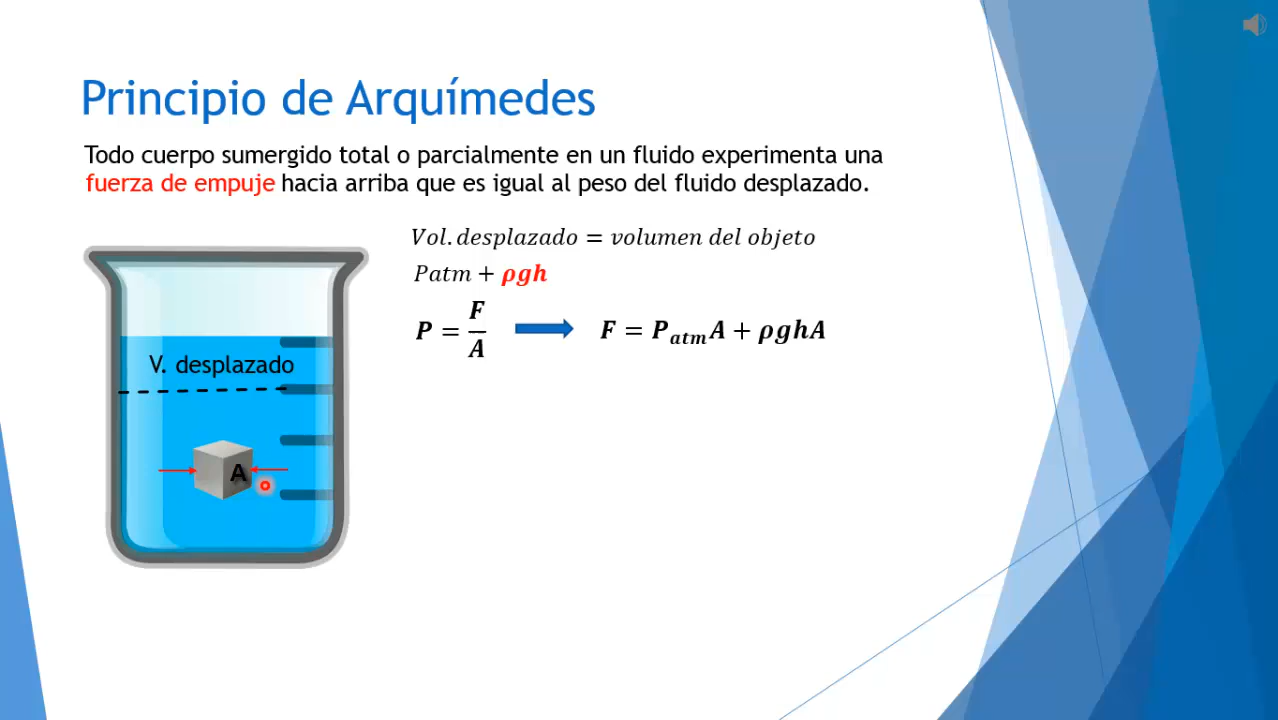 Principio de Arquímedes
Todo cuerpo sumergido total o parcialmente en un fluido experimenta una
fuerza de empuje hacia arriba que es igual al peso del fluido desplazado.
Vol. desplazado = volumen del objeto
Patm + ρgh
P = F/A
F = P_atm A + ρghA
V. desplazado
A